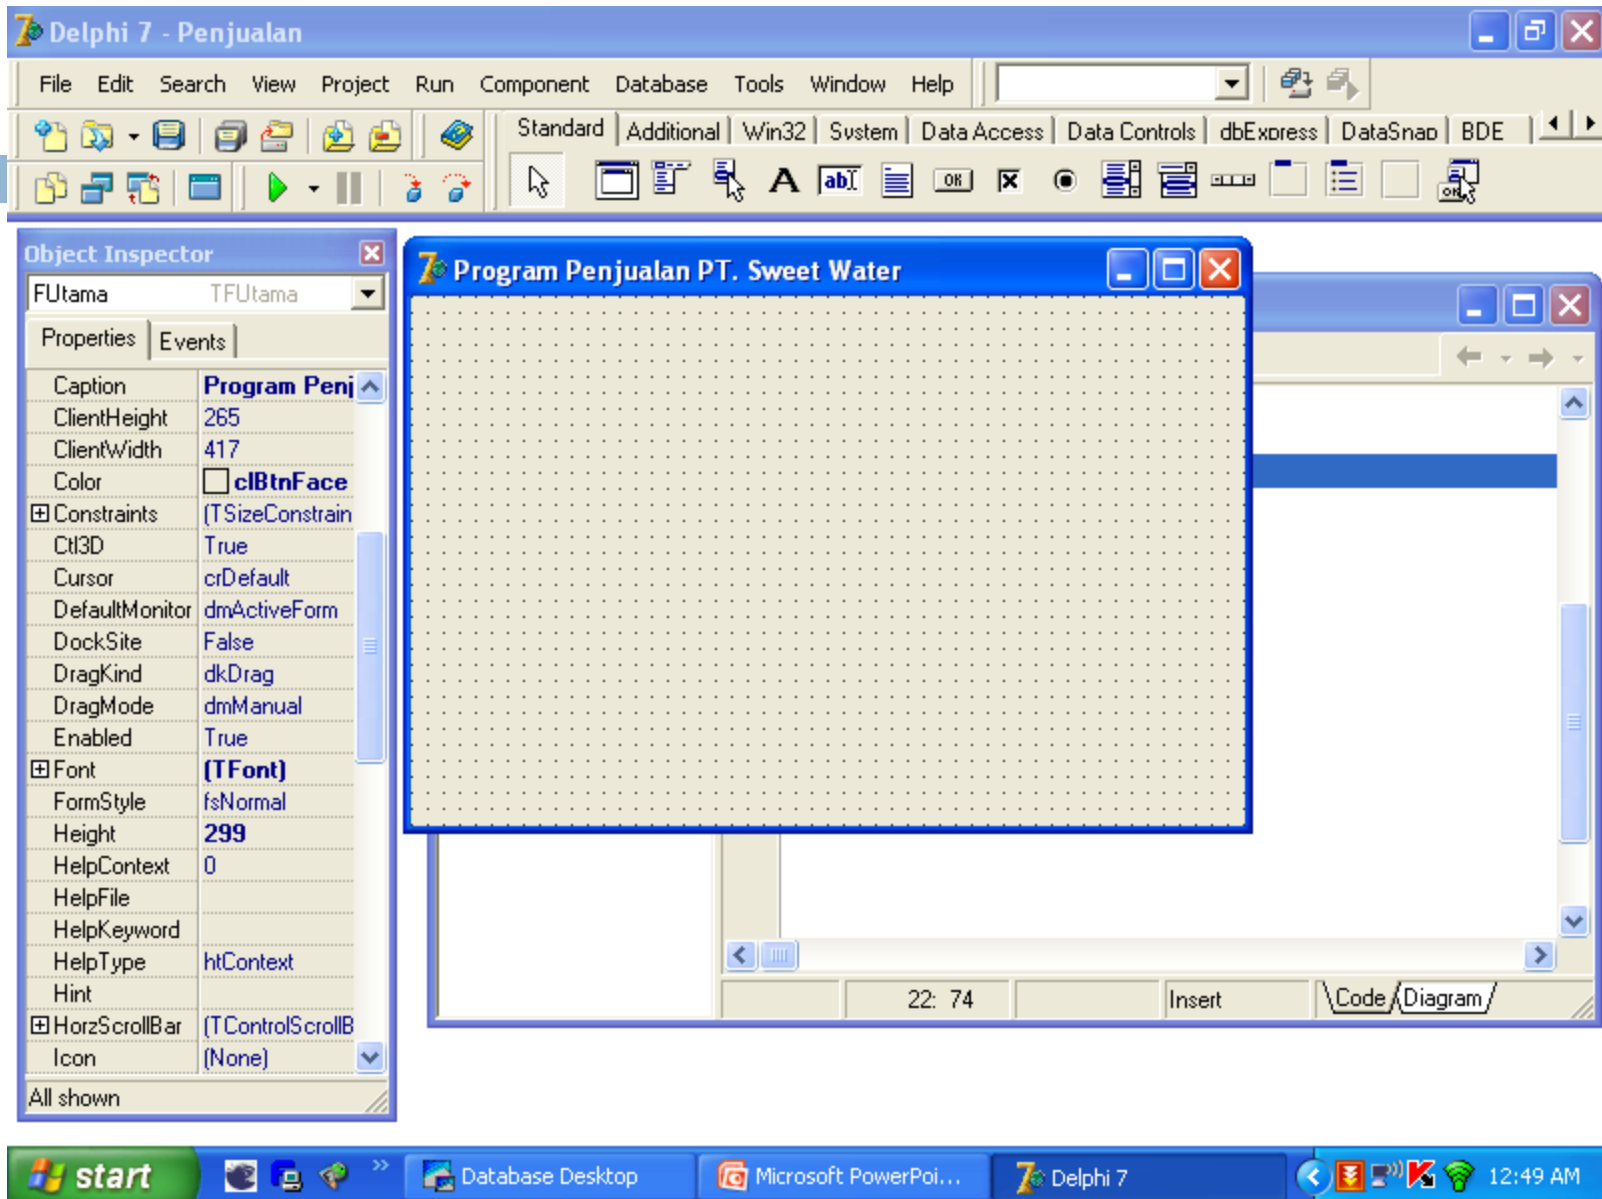 Delphi 7 - Penjualan
File Edit Search View Project Run Component Database Tools Window Help
Standard Additional Win32 System Data Access Data Controls dbExpress DataSnap BDE
A ab OK OK
Object Inspector
FUtama TFUtama
Properties Events
Caption Program Penj
ClientHeight 265
ClientWidth 417
Color clBtnFace
Constraints (TSizeConstrain
Ctl3D True
Cursor crDefault
DefaultMonitor dmActiveForm
DockSite False
DragKind dkDrag
DragMode dmManual
Enabled True
Font (TFont)
FormStyle fsNormal
Height 299
HelpContext 0
HelpFile
HelpKeyword
HelpType htContext
Hint
HorzScrollBar (TControlScrollB
Icon (None)
All shown
Program Penjualan PT. Sweet Water
22: 74 Insert Code Diagram
start Database Desktop Microsoft PowerPoi... Delphi 7 12:49 AM